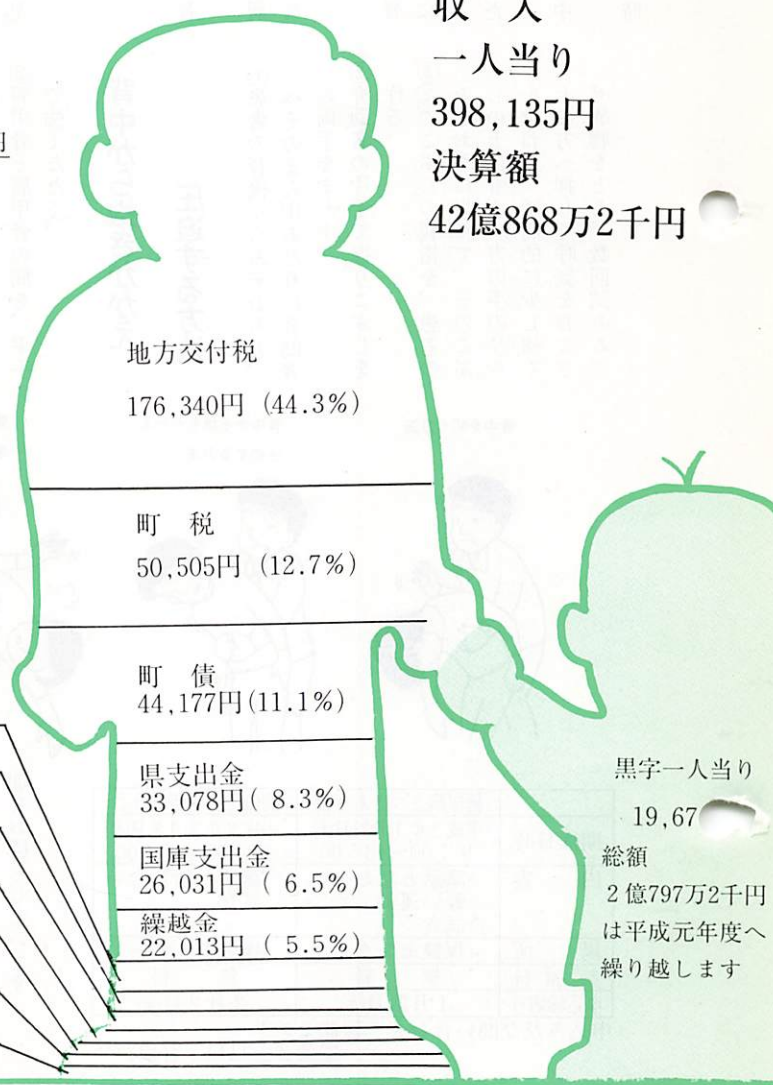 収 入
一人当り
398,135円
決算額
42億868万2千円
円
地方交付税
176,340円 (44.3%)
町 税
50,505円 (12.7%)
町 債
44,177円(11.1%)
県支出金
33,078円( 8.3%)
国庫支出金
26,031円 ( 6.5%)
繰越金
22,013円 ( 5.5%)
黒字一人当り
19,67
総額
2億797万2千円
は平成元年度へ
繰り越します